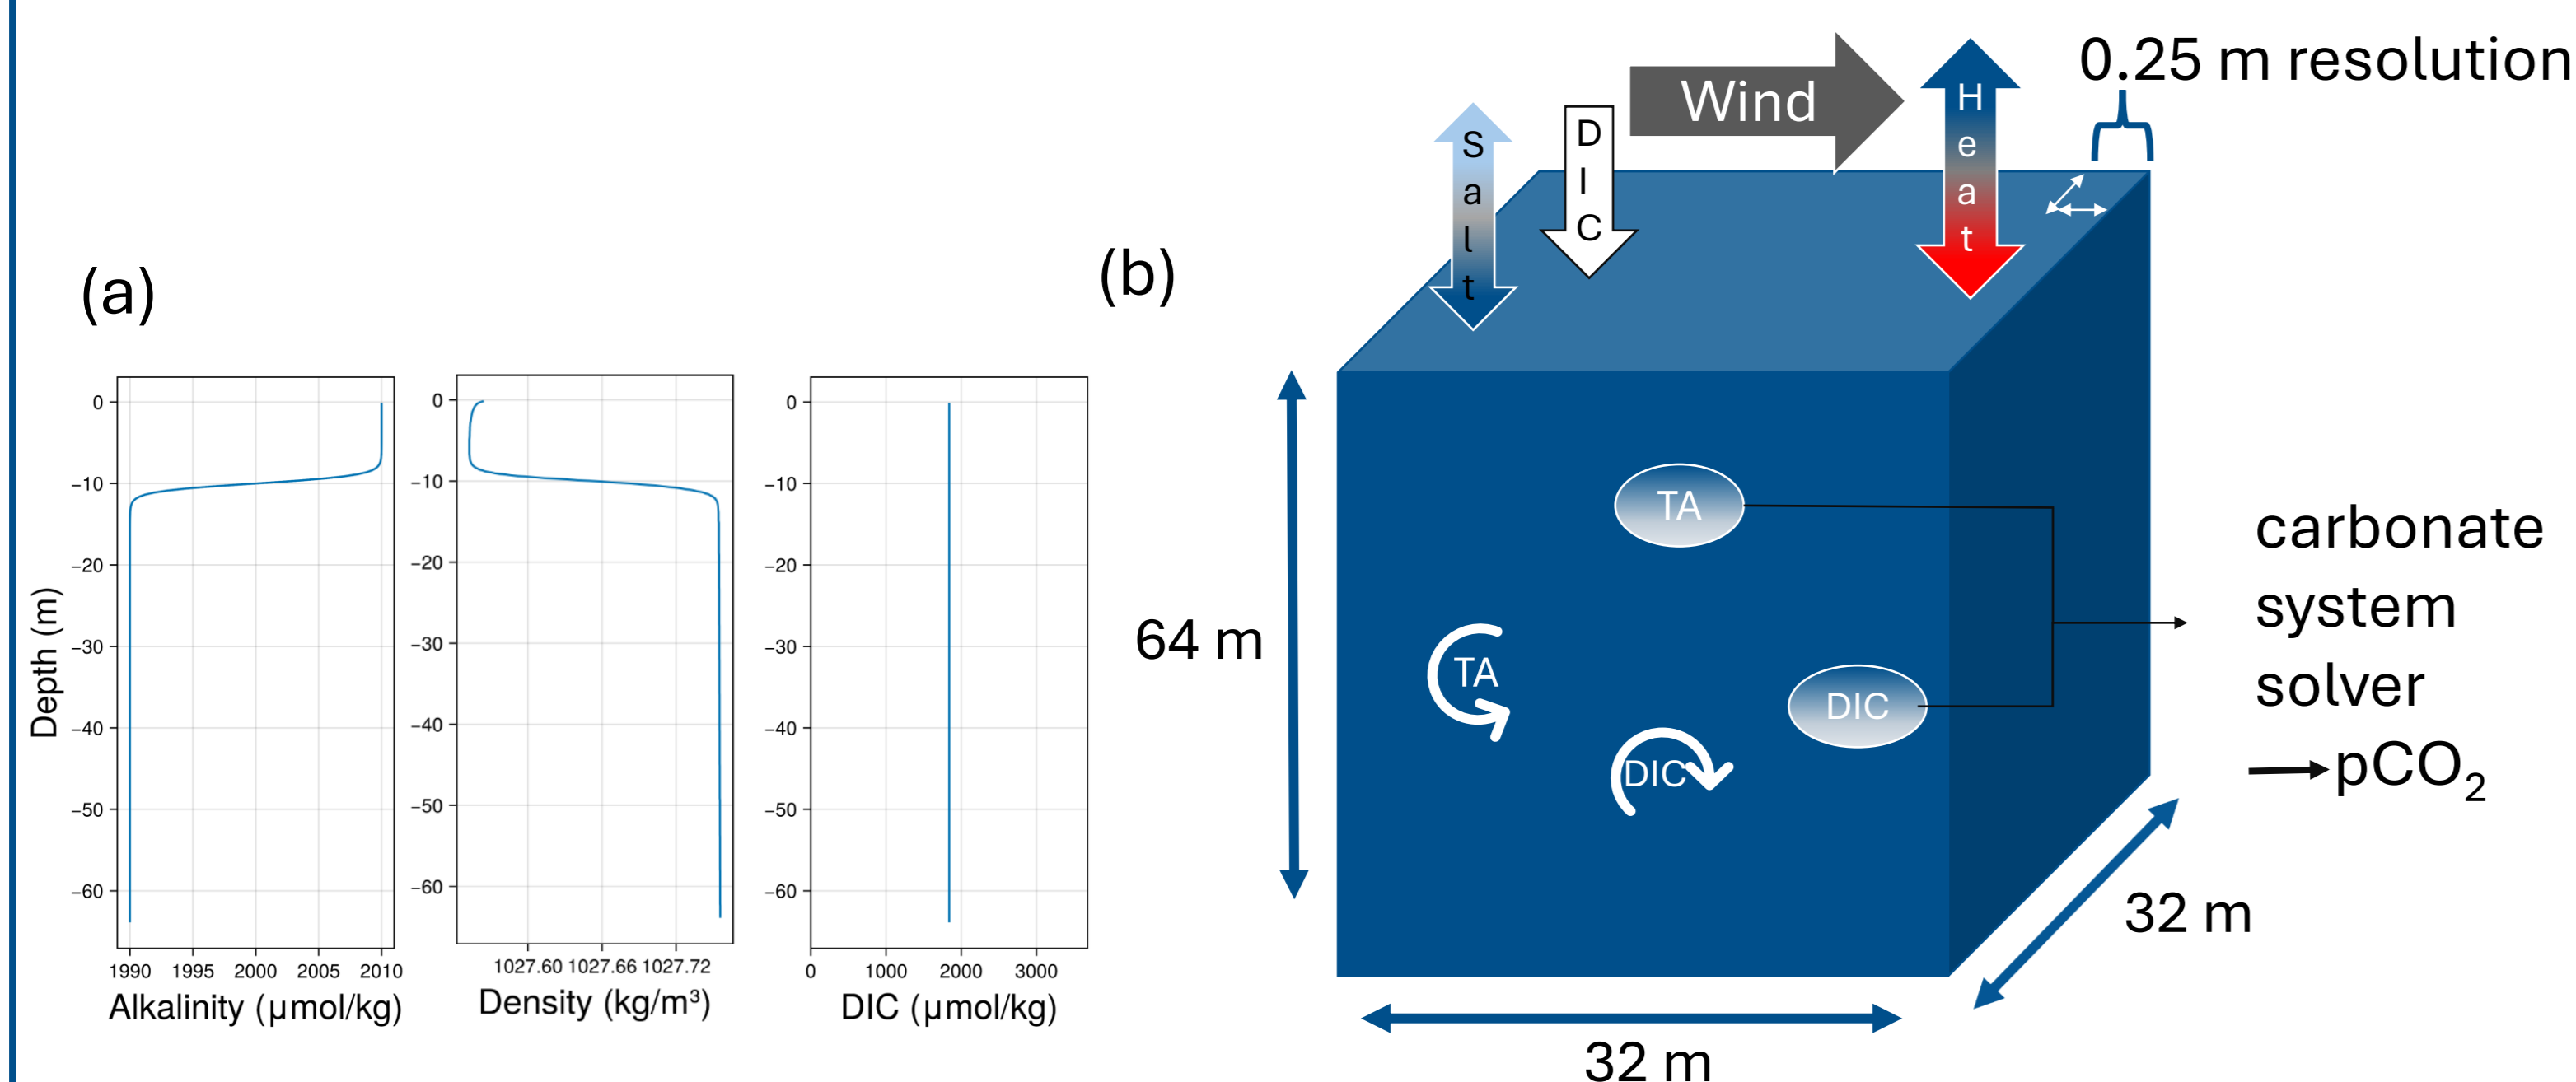 (a)
0
−10
−20
−30
−40
−50
−60
Depth (m)
1990 1995 2000 2005 2010
Alkalinity (µmol/kg)
0
−10
−20
−30
−40
−50
−60
1027.60 1027.66 1027.72
Density (kg/m³)
0
−10
−20
−30
−40
−50
−60
0 1000 2000 3000
DIC (µmol/kg)
(b)
Salt
DIC
Wind
Heat
0.25 m resolution
64 m
TA
TA
DIC
DIC
32 m
32 m
carbonate
system
solver
→pCO₂